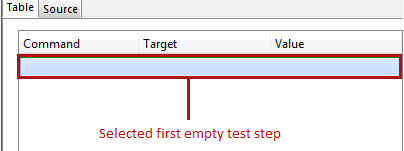 Table Source
Command Target Value
Selected first empty test step